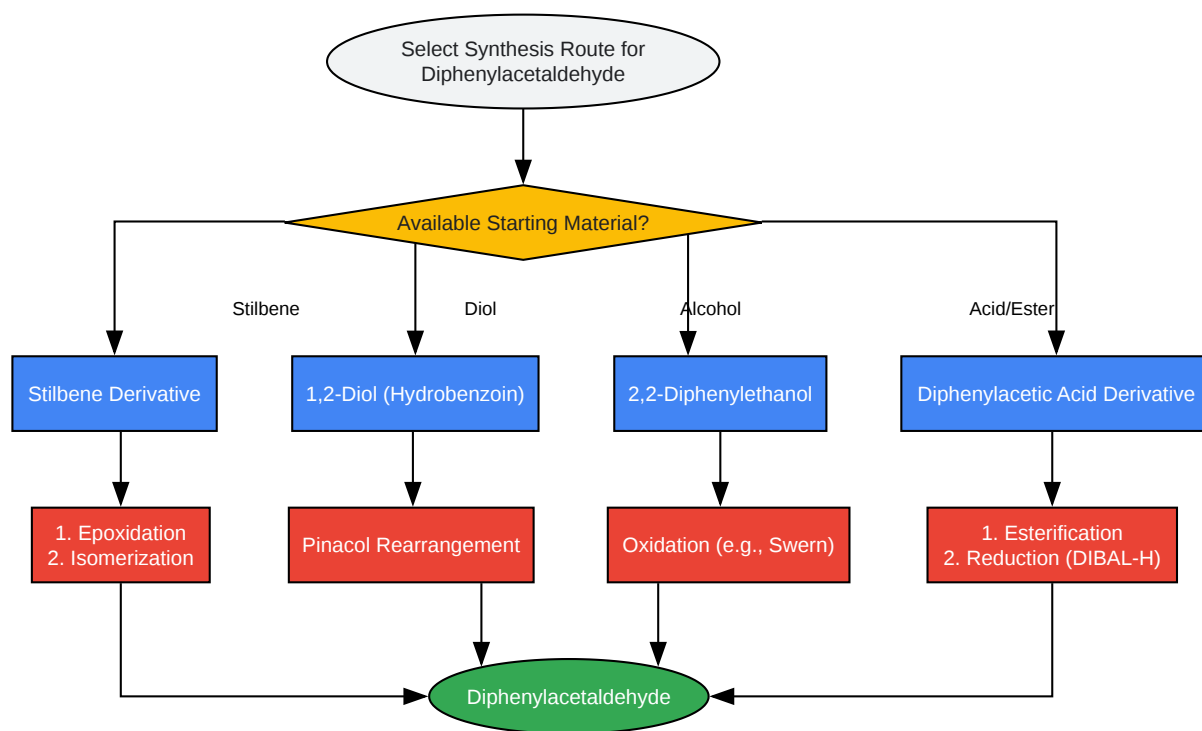 Select Synthesis Route for
Diphenylacetaldehyde
Available Starting Material?
Stilbene
Diol
Alcohol
Acid/Ester
Stilbene Derivative
1,2-Diol (Hydrobenzoin)
2,2-Diphenylethanol
Diphenylacetic Acid Derivative
1. Epoxidation
2. Isomerization
Pinacol Rearrangement
Oxidation (e.g., Swern)
1. Esterification
2. Reduction (DIBAL-H)
Diphenylacetaldehyde